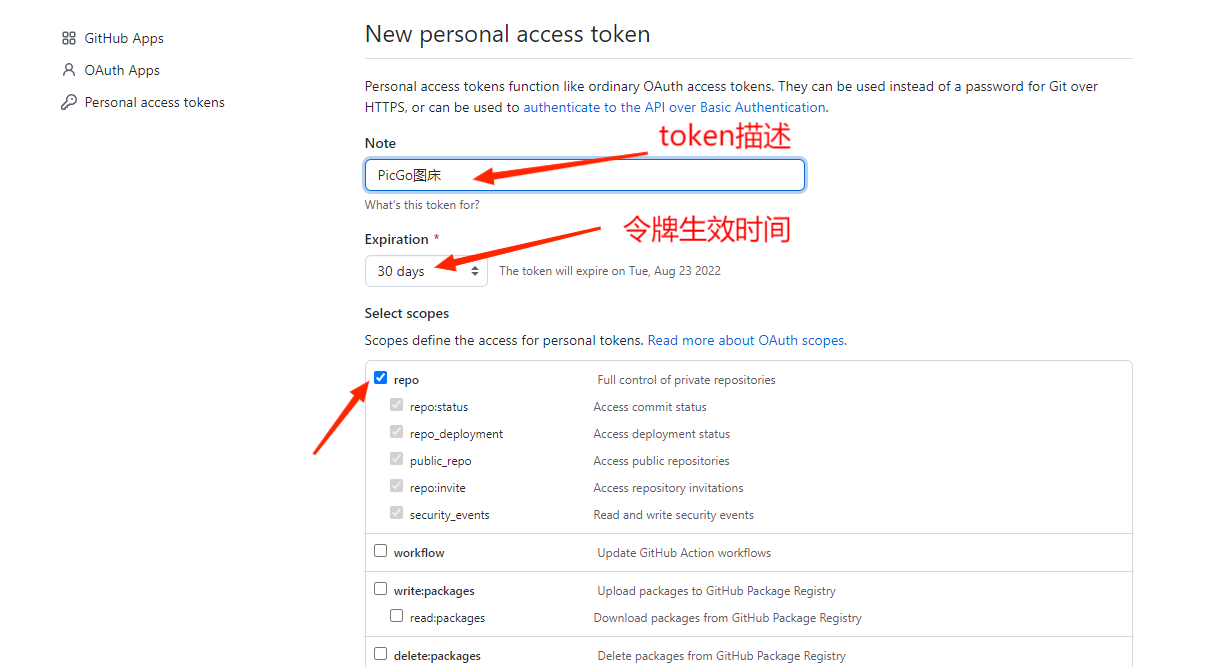 GitHub Apps
OAuth Apps
Personal access tokens
New personal access token
Personal access tokens function like ordinary OAuth access tokens. They can be used instead of a password for Git over
HTTPS, or can be used to authenticate to the API over Basic Authentication.
token描述
Note
PicGo图床
What's this token for?
令牌生效时间
Expiration *
30 days
The token will expire on Tue, Aug 23 2022
Select scopes
Scopes define the access for personal tokens. Read more about OAuth scopes.
repo Full control of private repositories
repo:status Access commit status
repo_deployment Access deployment status
public_repo Access public repositories
repo:invite Access repository invitations
security_events Read and write security events
workflow Update GitHub Action workflows
write:packages Upload packages to GitHub Package Registry
read:packages Download packages from GitHub Package Registry
delete:packages Delete packages from GitHub Package Registry